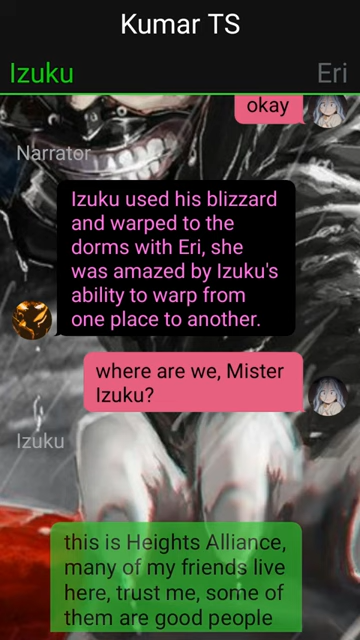 Kumar TS
Izuku
Eri
okay
Narrator
Izuku used his blizzard
and warped to the
dorms with Eri, she
was amazed by Izuku's
ability to warp from
one place to another.
where are we, Mister
Izuku?
Izuku
this is Heights Alliance,
many of my friends live
here, trust me, some of
them are good people